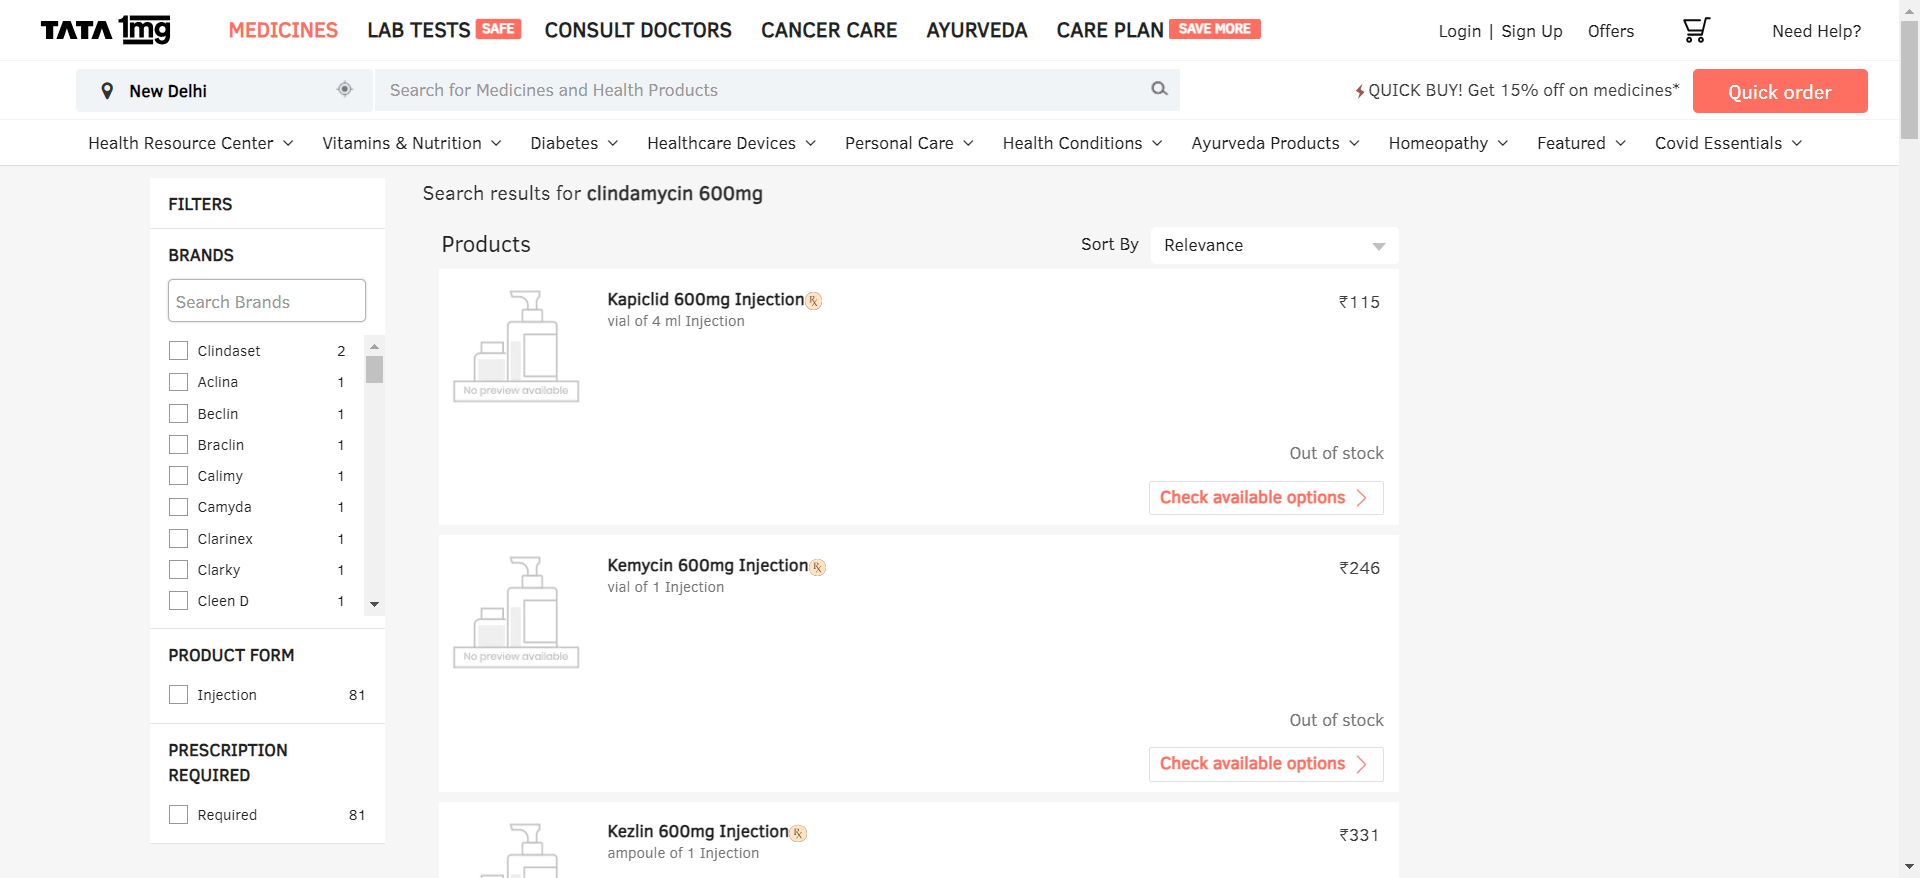 TATA 1mg
MEDICINES LAB TESTS SAFE CONSULT DOCTORS CANCER CARE AYURVEDA CARE PLAN SAVE MORE Login | Sign Up Offers Need Help?
New Delhi Search for Medicines and Health Products QUICK BUY! Get 15% off on medicines* Quick order
Health Resource Center Vitamins & Nutrition Diabetes Healthcare Devices Personal Care Health Conditions Ayurveda Products Homeopathy Featured Covid Essentials
FILTERS
BRANDS
Search Brands
Clindaset 2
Aclina 1
Beclin 1
Braclin 1
Calimy 1
Camyda 1
Clarinex 1
Clarky 1
Cleen D 1
PRODUCT FORM
Injection 81
PRESCRIPTION
REQUIRED
Required 81
Search results for clindamycin 600mg
Products Sort By Relevance
Kapiclid 600mg Injection ℞ ₹115
vial of 4 ml Injection
No preview available
Out of stock
Check available options
Kemycin 600mg Injection ℞ ₹246
vial of 1 Injection
No preview available
Out of stock
Check available options
Kezlin 600mg Injection ℞ ₹331
ampoule of 1 Injection